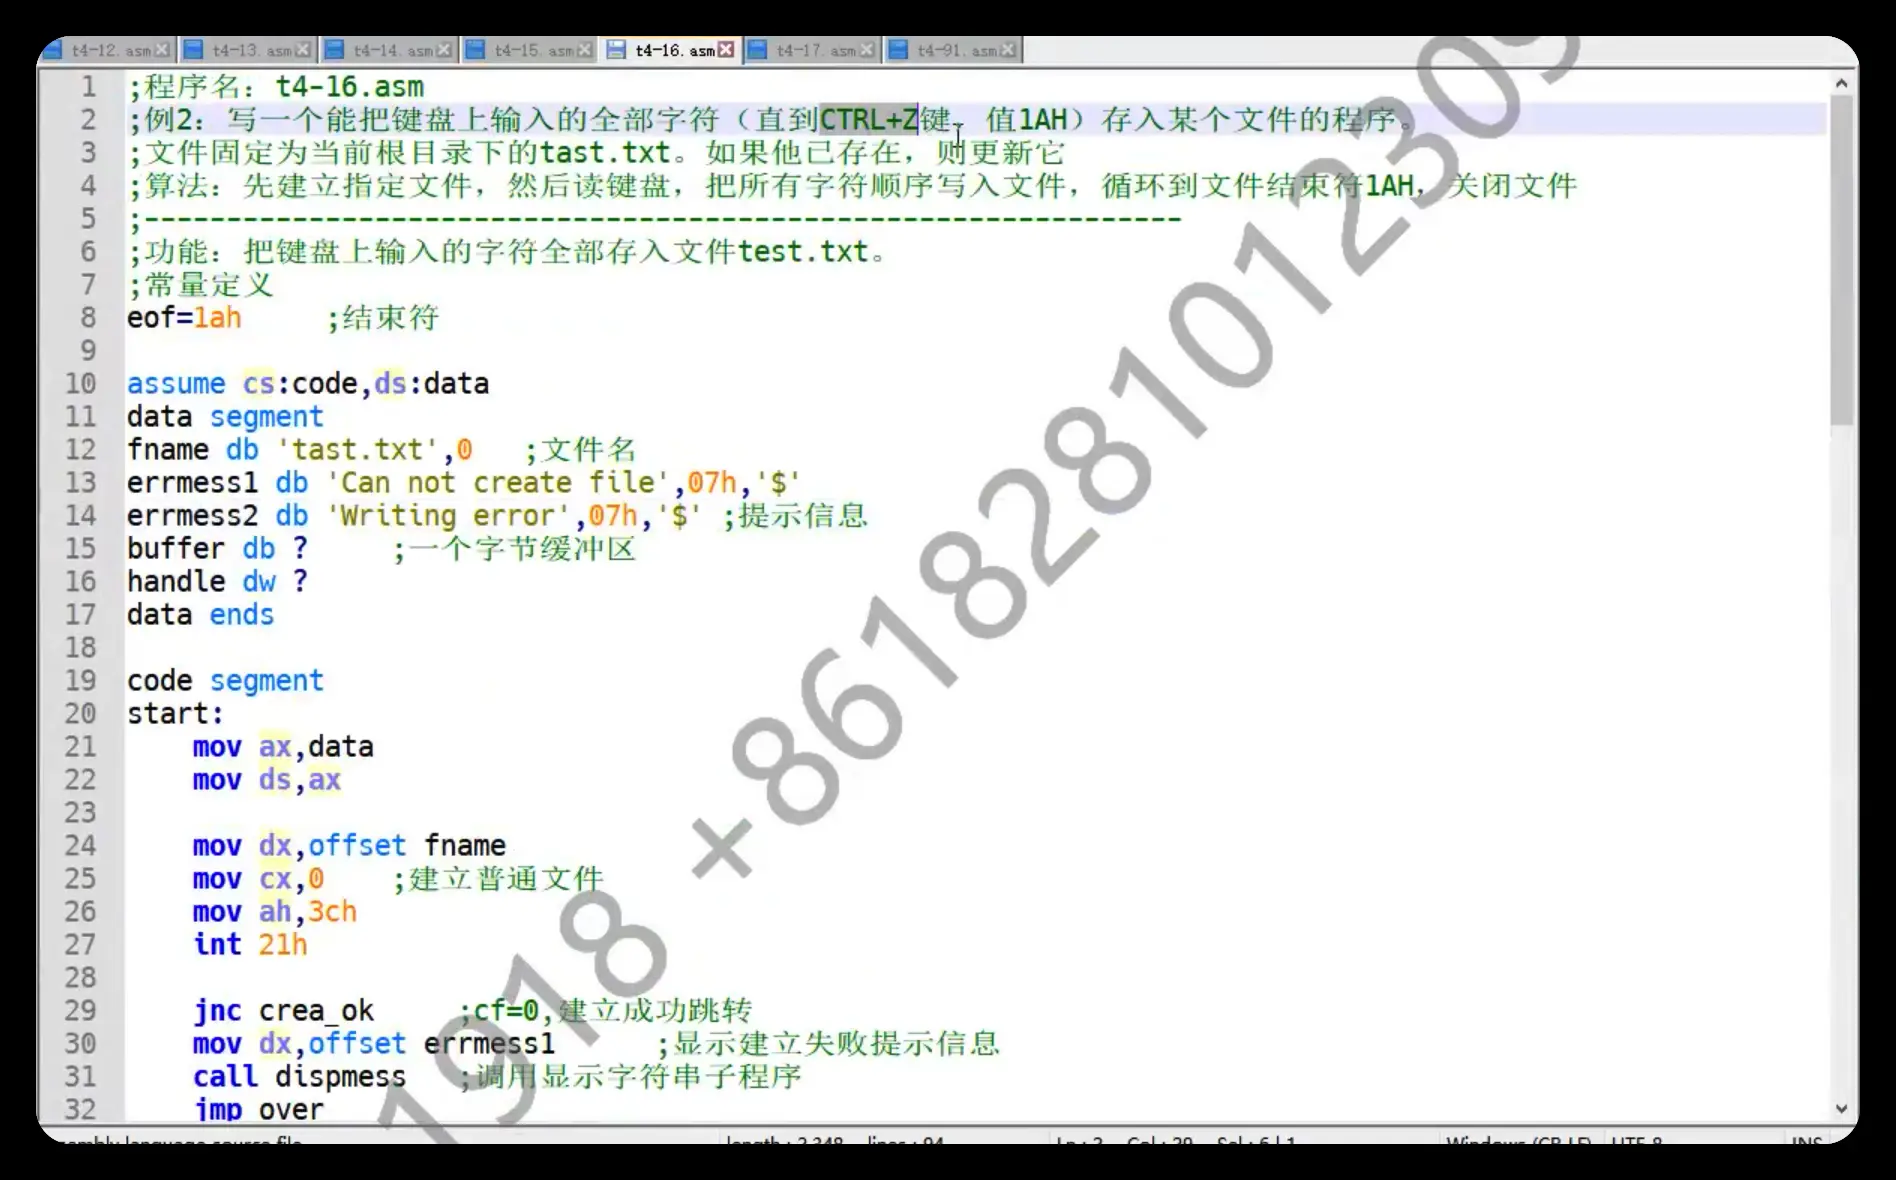 t4-12.asm t4-13.asm t4-14.asm t4-15.asm t4-16.asm t4-17.asm t4-91.asm
1 ;程序名：t4-16.asm
2 ;例2：写一个能把键盘上输入的全部字符（直到CTRL+Z键，值1AH）存入某个文件的程序。
3 ;文件固定为当前根目录下的tast.txt。如果他已存在，则更新它
4 ;算法：先建立指定文件，然后读键盘，把所有字符顺序写入文件，循环到文件结束符1AH，关闭文件
5 ;---------------------------------------------------------------
6 ;功能：把键盘上输入的字符全部存入文件test.txt。
7 ;常量定义
8 eof=1ah ;结束符
9
10 assume cs:code,ds:data
11 data segment
12 fname db 'tast.txt',0 ;文件名
13 errmess1 db 'Can not create file',07h,'$'
14 errmess2 db 'Writing error',07h,'$' ;提示信息
15 buffer db ? ;一个字节缓冲区
16 handle dw ?
17 data ends
18
19 code segment
20 start:
21 mov ax,data
22 mov ds,ax
23
24 mov dx,offset fname
25 mov cx,0 ;建立普通文件
26 mov ah,3ch
27 int 21h
28
29 jnc crea_ok ;cf=0,建立成功跳转
30 mov dx,offset errmess1 ;显示建立失败提示信息
31 call dispmess ;调用显示字符串子程序
32 jmp over
1918 +8618281012309
language source file length : 2,348 lines : 94 Ln : 2 Col : 39 Sel : 6 | 1 Windows (CR LF) UTF-8 INS